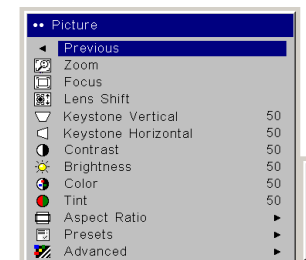 •• Picture
Previous
Zoom
Focus
Lens Shift
Keystone Vertical 50
Keystone Horizontal 50
Contrast 50
Brightness 50
Color 50
Tint 50
Aspect Ratio
Presets
Advanced